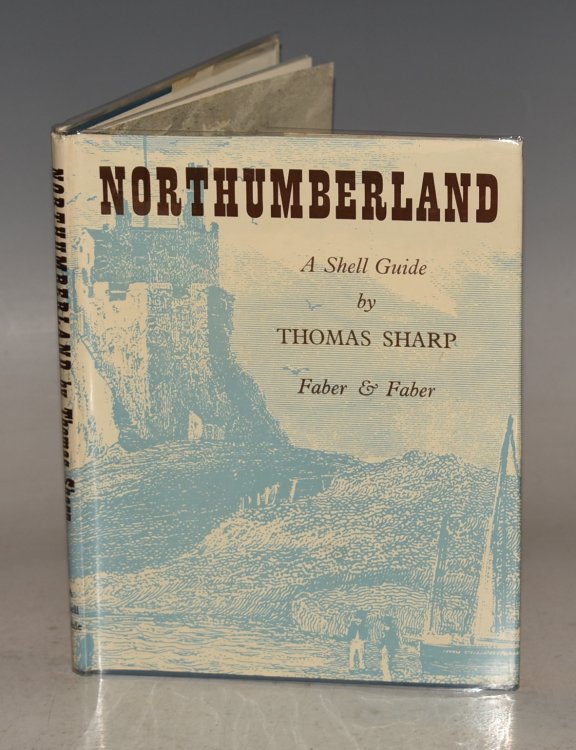 NORTHUMBERLAND
A Shell Guide
by
THOMAS SHARP
Faber & Faber
NORTHUMBERLAND by Thomas Sharp